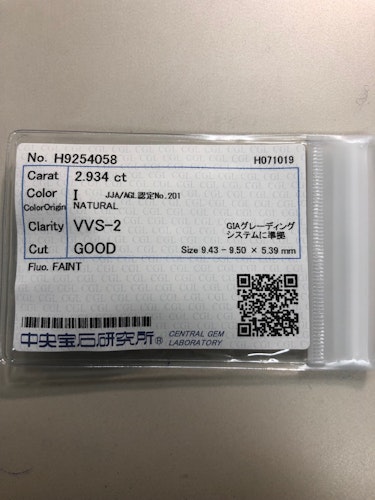 No. H9254058 H071019
Carat 2.934 ct
Color I JJA/AGL認定No.201
ColorOrigin NATURAL
Clarity VVS-2 GIAグレーディング
システムに準拠
Cut GOOD Size 9.43 - 9.50 × 5.39 mm
Fluo. FAINT
中央宝石研究所® CENTRAL GEM
LABORATORY